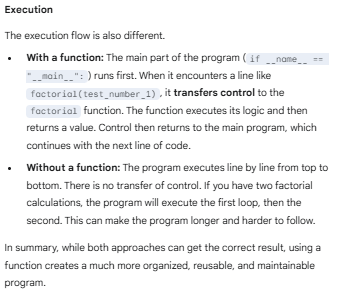 Execution
The execution flow is also different.
• With a function: The main part of the program ( if __name__ ==
"__main__": ) runs first. When it encounters a line like
factorial(test_number_1) , it transfers control to the
factorial function. The function executes its logic and then
returns a value. Control then returns to the main program, which
continues with the next line of code.
• Without a function: The program executes line by line from top to
bottom. There is no transfer of control. If you have two factorial
calculations, the program will execute the first loop, then the
second. This can make the program longer and harder to follow.
In summary, while both approaches can get the correct result, using a
function creates a much more organized, reusable, and maintainable
program.